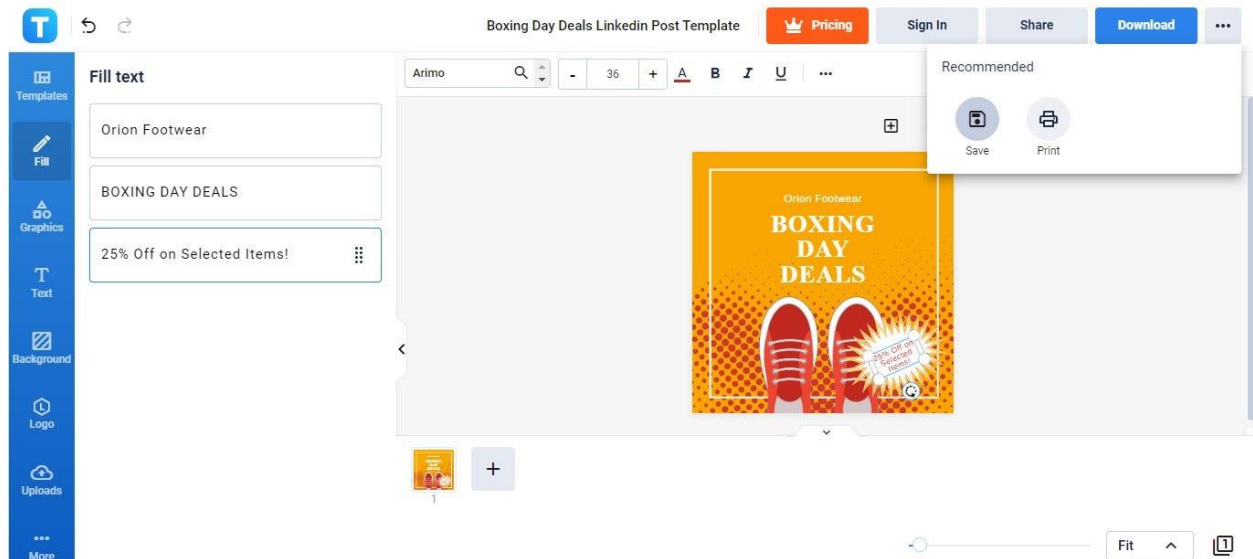 T
Boxing Day Deals Linkedin Post Template
Pricing
Sign In
Share
Download
Templates
Fill
Graphics
Text
Background
Logo
Uploads
More
Fill text
Orion Footwear
BOXING DAY DEALS
25% Off on Selected Items!
Arimo
-
36
+
A
B
I
U
Recommended
Save
Print
Orion Footwear
BOXING
DAY
DEALS
25% Off on
Selected
Items!
1
+
Fit
1